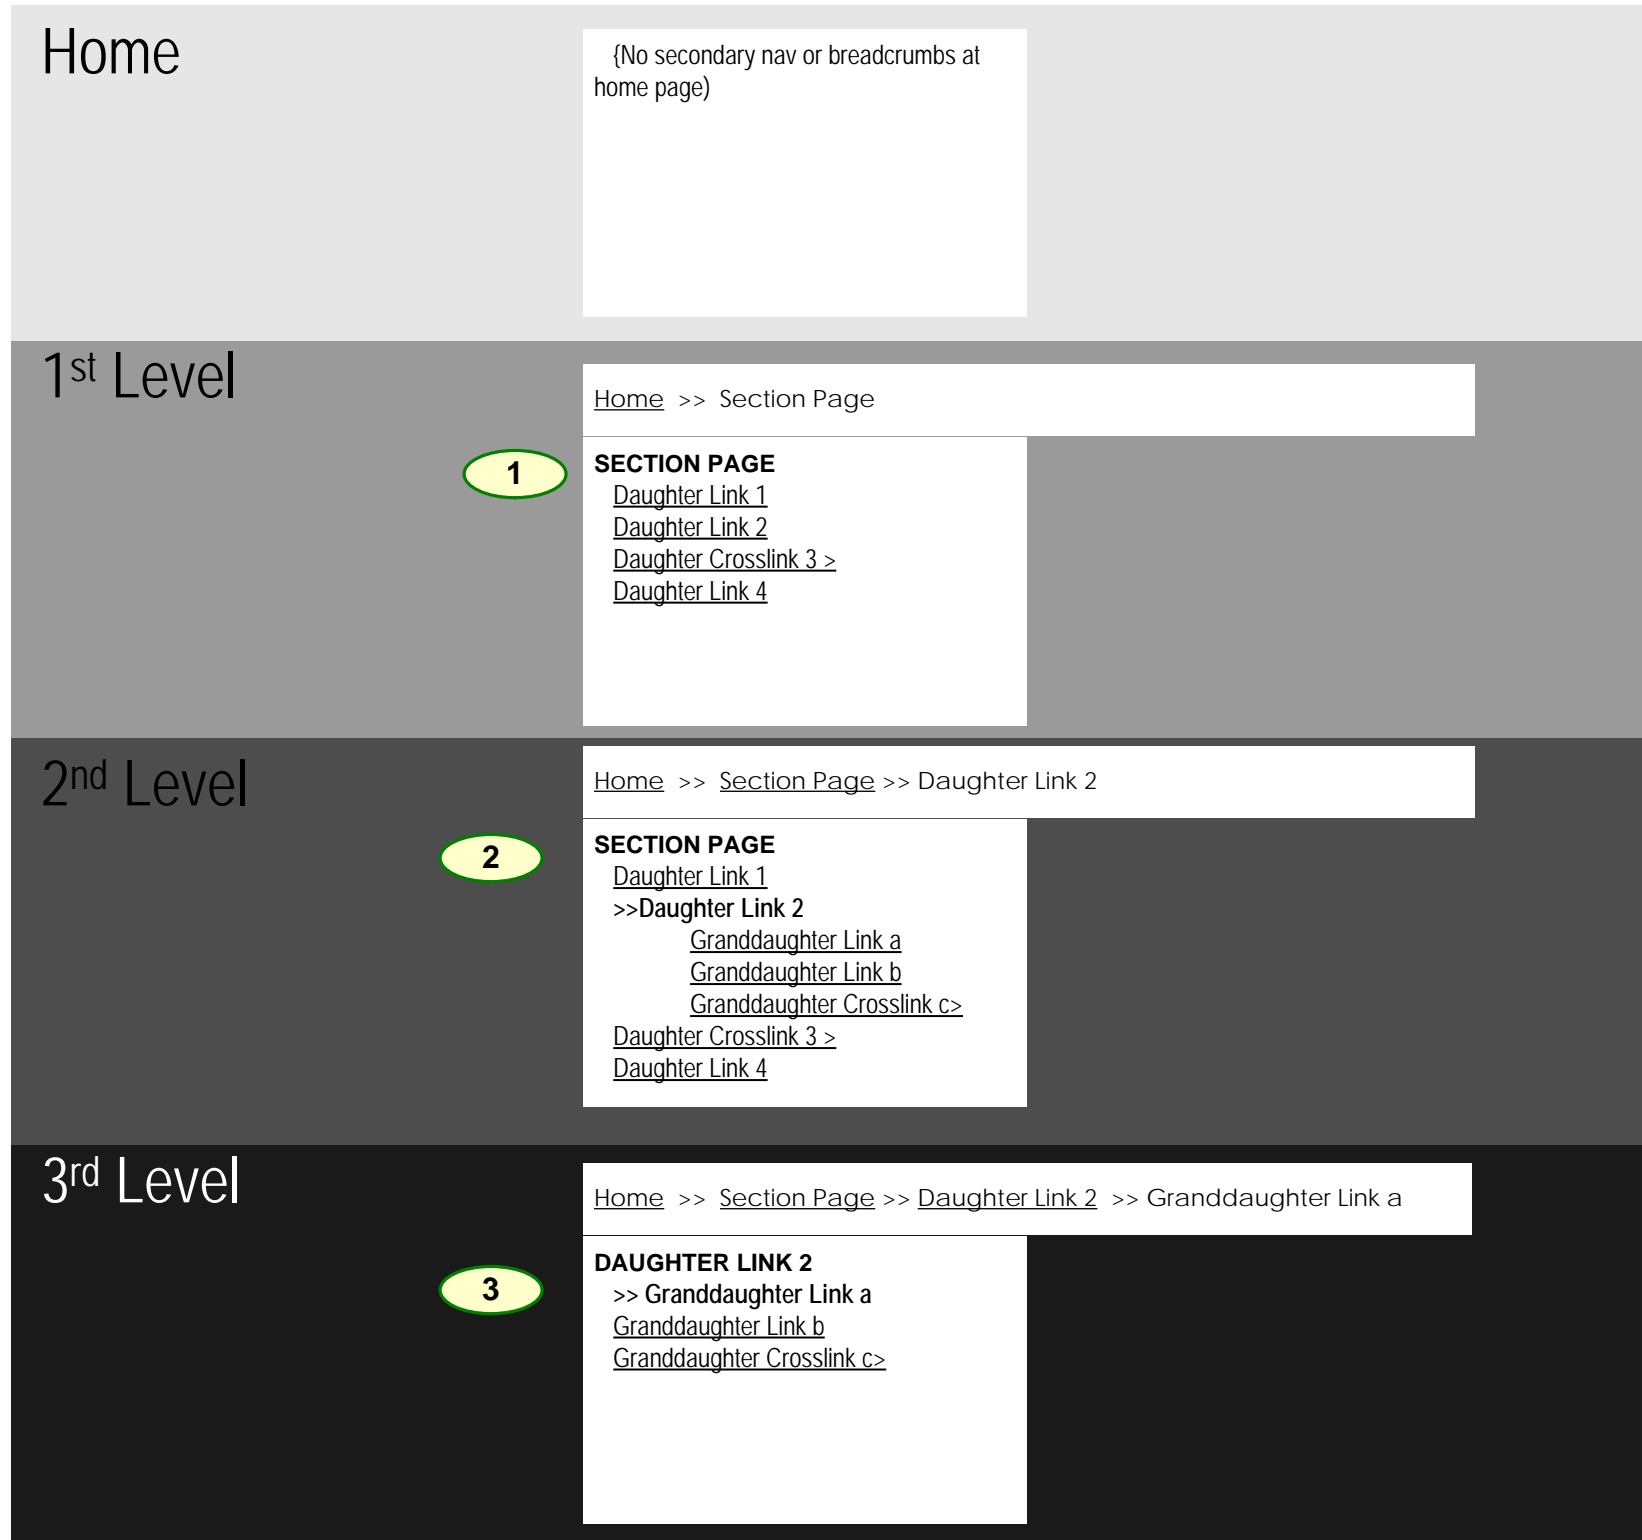 Home
{No secondary nav or breadcrumbs at
home page)
1st Level
Home >> Section Page
1
SECTION PAGE
Daughter Link 1
Daughter Link 2
Daughter Crosslink 3 >
Daughter Link 4
2nd Level
Home >> Section Page >> Daughter Link 2
2
SECTION PAGE
Daughter Link 1
>>Daughter Link 2
Granddaughter Link a
Granddaughter Link b
Granddaughter Crosslink c>
Daughter Crosslink 3 >
Daughter Link 4
3rd Level
Home >> Section Page >> Daughter Link 2 >> Granddaughter Link a
3
DAUGHTER LINK 2
>> Granddaughter Link a
Granddaughter Link b
Granddaughter Crosslink c>